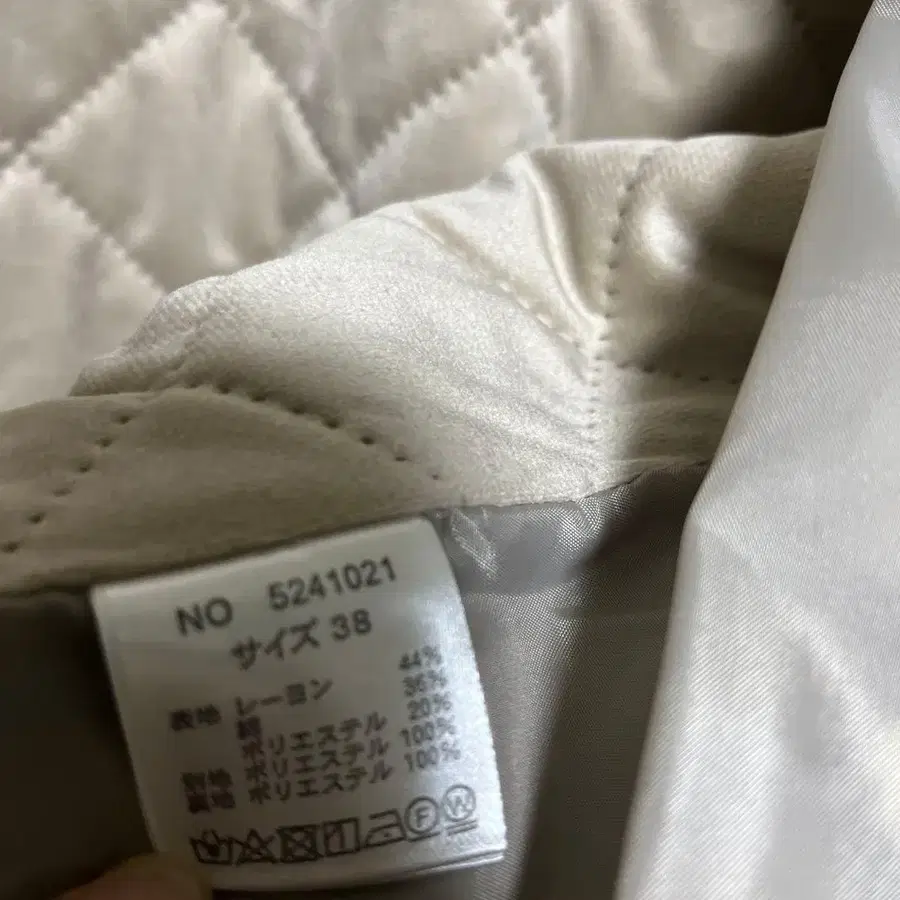 NO 5241021
サイズ 38
表地 レーヨン 44%
綿 36%
ポリエステル 20%
別地 ポリエステル 100%
裏地 ポリエステル 100%
F W